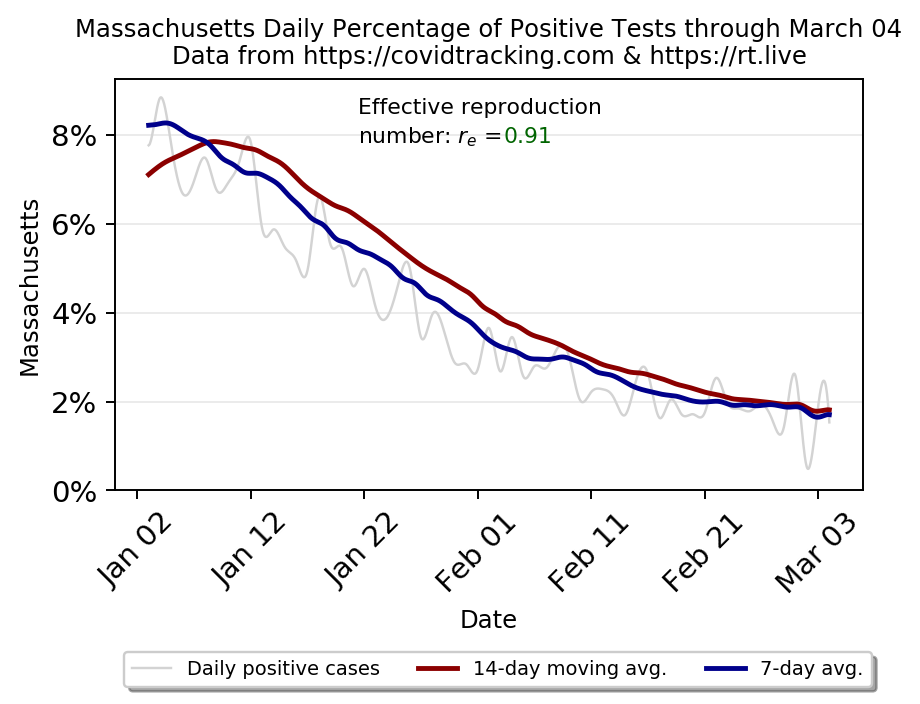 Massachusetts Daily Percentage of Positive Tests through March 04
Data from https://covidtracking.com & https://rt.live
Effective reproduction
number: rₑ =0.91
8%
6%
4%
2%
0%
Massachusetts
Jan 02
Jan 12
Jan 22
Feb 01
Feb 11
Feb 21
Mar 03
Date
Daily positive cases
14-day moving avg.
7-day avg.